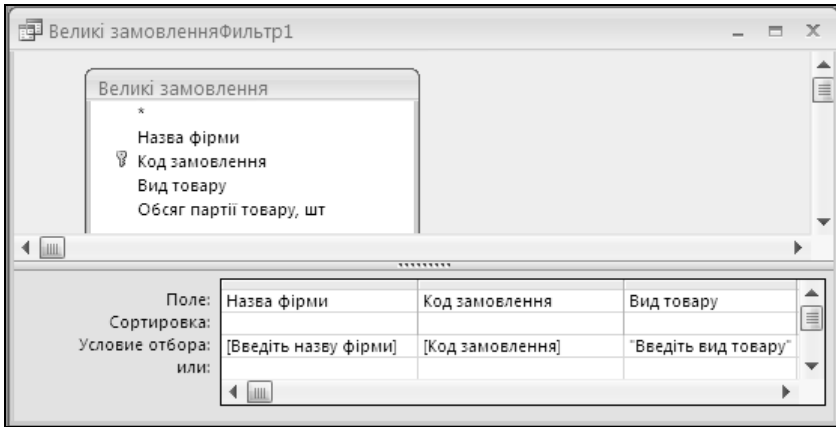 Великі замовленняФильтр1
Великі замовлення
*
Назва фірми
Код замовлення
Вид товару
Обсяг партії товару, шт
Поле: Назва фірми Код замовлення Вид товару
Сортировка:
Условие отбора: [Введіть назву фірми] [Код замовлення] "Введіть вид товару"
или: